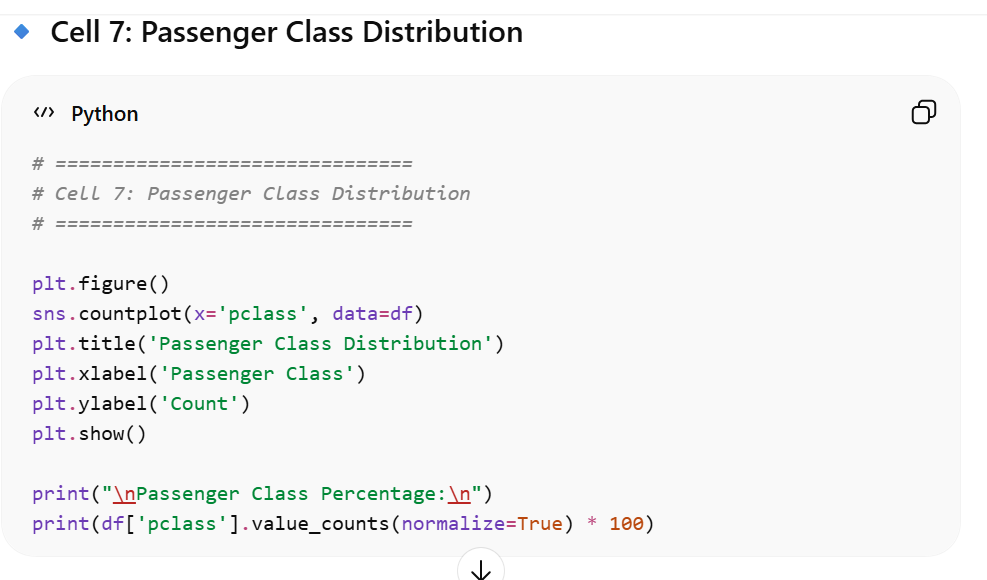 Cell 7: Passenger Class Distribution
Python
# ===============================
# Cell 7: Passenger Class Distribution
# ===============================
plt.figure()
sns.countplot(x='pclass', data=df)
plt.title('Passenger Class Distribution')
plt.xlabel('Passenger Class')
plt.ylabel('Count')
plt.show()
print("\nPassenger Class Percentage:\n")
print(df['pclass'].value_counts(normalize=True) * 100)